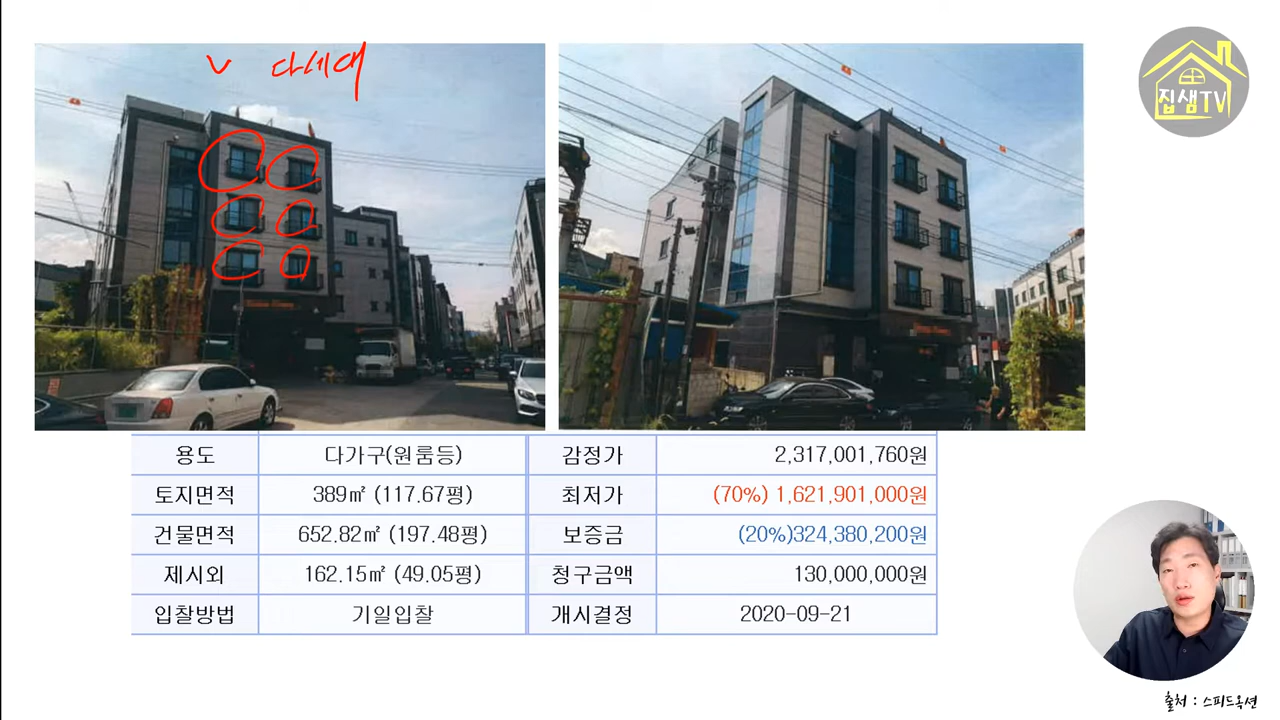 v 다세대
집샘TV
용도 다가구(원룸등) 감정가 2,317,001,760원
토지면적 389㎡ (117.67평) 최저가 (70%) 1,621,901,000원
건물면적 652.82㎡ (197.48평) 보증금 (20%)324,380,200원
제시외 162.15㎡ (49.05평) 청구금액 130,000,000원
입찰방법 기일입찰 개시결정 2020-09-21
출처 : 스피드옥션